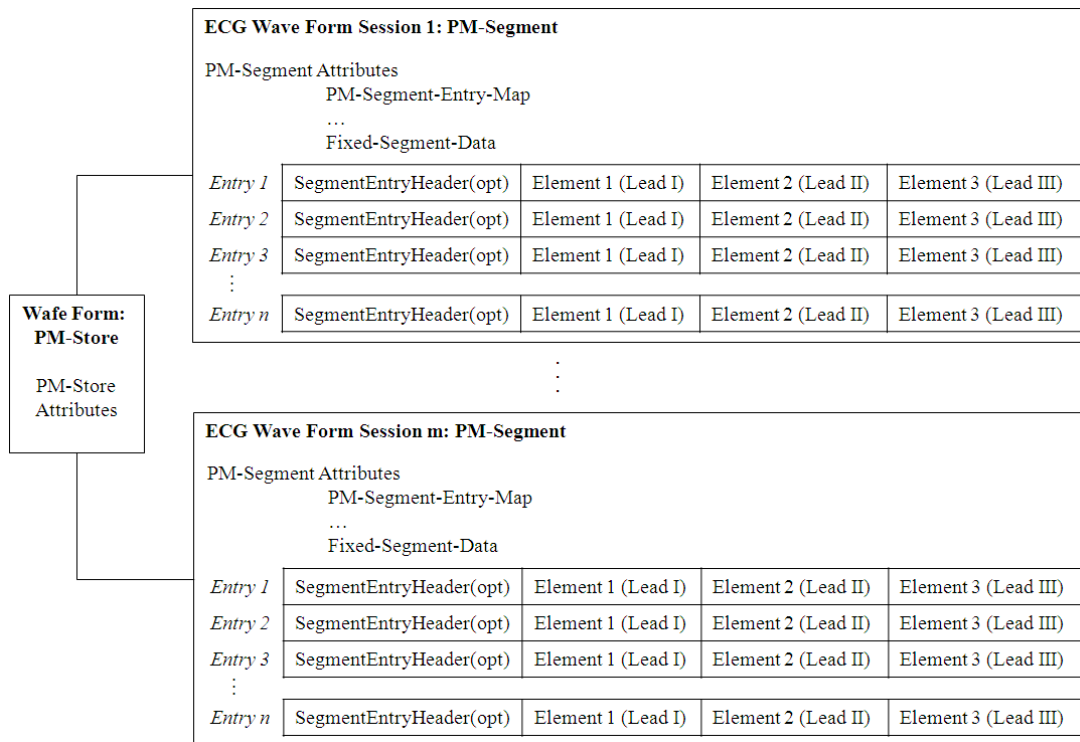 ECG Wave Form Session 1: PM-Segment
PM-Segment Attributes
PM-Segment-Entry-Map
…
Fixed-Segment-Data
Entry 1 SegmentEntryHeader(opt) Element 1 (Lead I) Element 2 (Lead II) Element 3 (Lead III)
Entry 2 SegmentEntryHeader(opt) Element 1 (Lead I) Element 2 (Lead II) Element 3 (Lead III)
Entry 3 SegmentEntryHeader(opt) Element 1 (Lead I) Element 2 (Lead II) Element 3 (Lead III)
⋮
Entry n SegmentEntryHeader(opt) Element 1 (Lead I) Element 2 (Lead II) Element 3 (Lead III)
Wafe Form:
PM-Store
PM-Store
Attributes
⋮
ECG Wave Form Session m: PM-Segment
PM-Segment Attributes
PM-Segment-Entry-Map
…
Fixed-Segment-Data
Entry 1 SegmentEntryHeader(opt) Element 1 (Lead I) Element 2 (Lead II) Element 3 (Lead III)
Entry 2 SegmentEntryHeader(opt) Element 1 (Lead I) Element 2 (Lead II) Element 3 (Lead III)
Entry 3 SegmentEntryHeader(opt) Element 1 (Lead I) Element 2 (Lead II) Element 3 (Lead III)
⋮
Entry n SegmentEntryHeader(opt) Element 1 (Lead I) Element 2 (Lead II) Element 3 (Lead III)